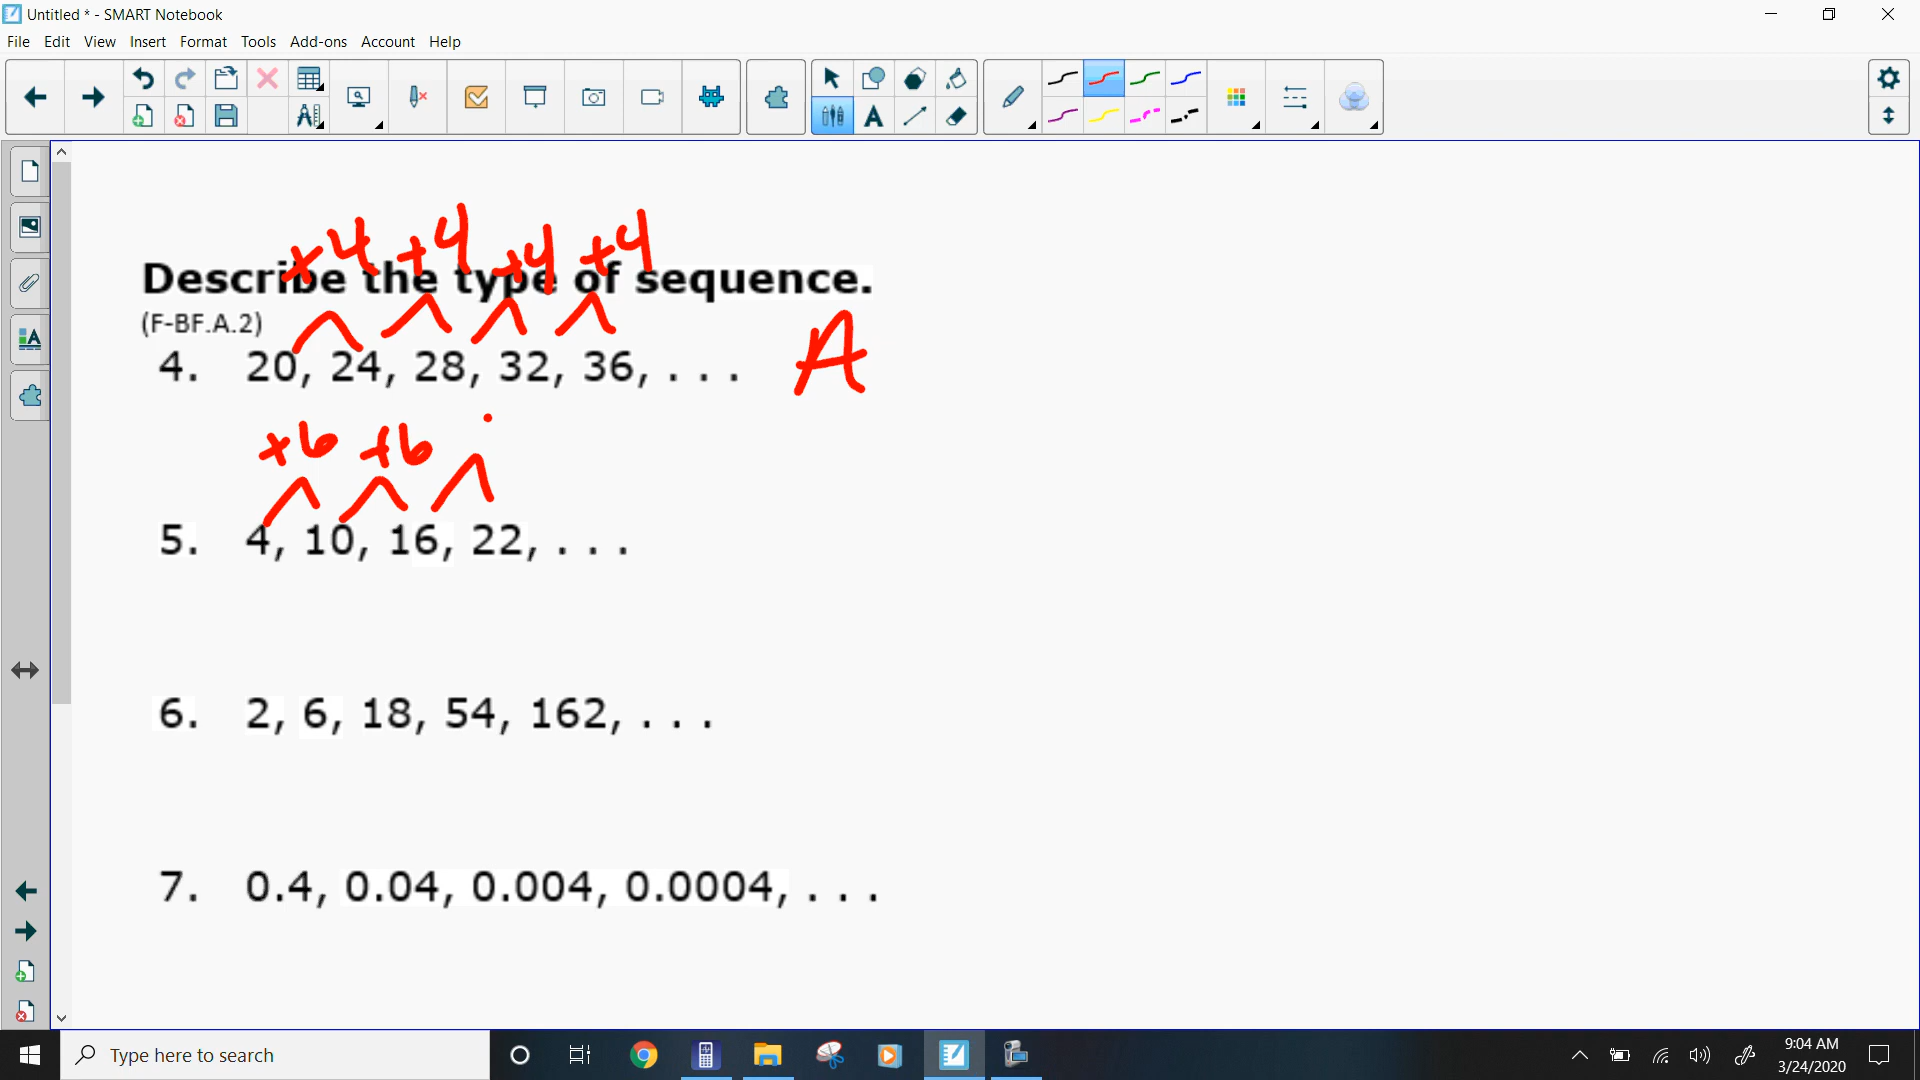 Untitled * - SMART Notebook
File Edit View Insert Format Tools Add-ons Account Help
+4 +4 +4 +4
Describe the type of sequence.
(F-BF.A.2)
4. 20, 24, 28, 32, 36, . . . A
+6 +6
5. 4, 10, 16, 22, . . .
6. 2, 6, 18, 54, 162, . . .
7. 0.4, 0.04, 0.004, 0.0004, . . .
Type here to search
9:04 AM
3/24/2020